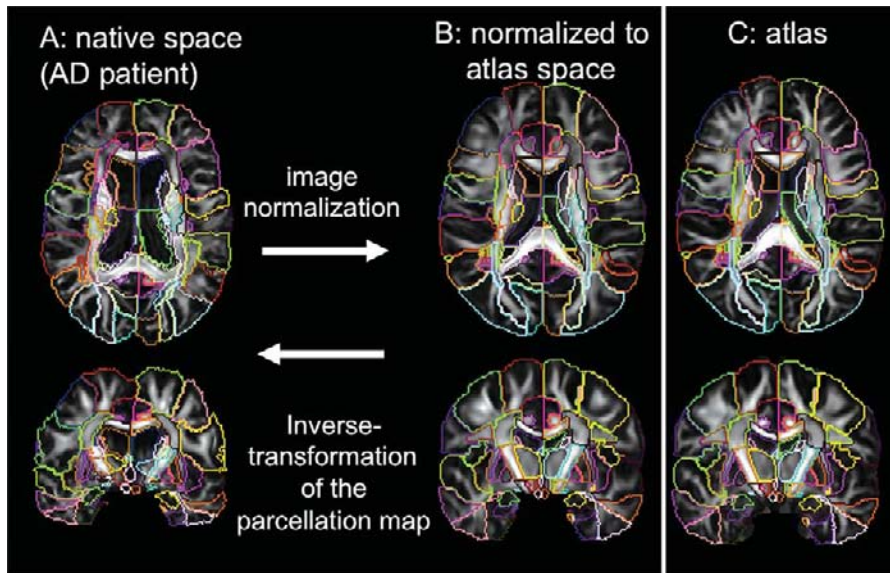 A: native space
(AD patient)
B: normalized to
atlas space
C: atlas
image
normalization
Inverse-
transformation
of the
parcellation map